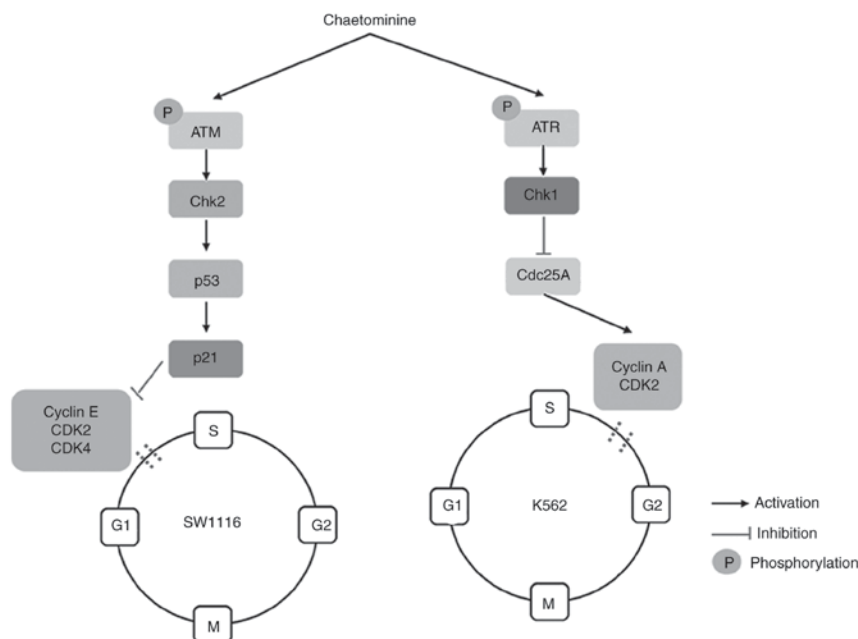 Chaetominine
P
ATM
P
ATR
Chk2
Chk1
p53
Cdc25A
p21
Cyclin A
CDK2
Cyclin E
CDK2
CDK4
S
G1
SW1116
G2
M
S
G1
K562
G2
M
Activation
Inhibition
P Phosphorylation